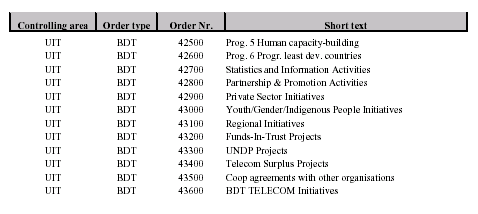 Controlling area Order type Order Nr. Short text
UIT BDT 42500 Prog. 5 Human capacity-building
UIT BDT 42600 Prog. 6 Progr. least dev. countries
UIT BDT 42700 Statistics and Information Activities
UIT BDT 42800 Partnership & Promotion Activities
UIT BDT 42900 Private Sector Initiatives
UIT BDT 43000 Youth/Gender/Indigenous People Initiatives
UIT BDT 43100 Regional Initiatives
UIT BDT 43200 Funds-In-Trust Projects
UIT BDT 43300 UNDP Projects
UIT BDT 43400 Telecom Surplus Projects
UIT BDT 43500 Coop agreements with other organisations
UIT BDT 43600 BDT TELECOM Initiatives